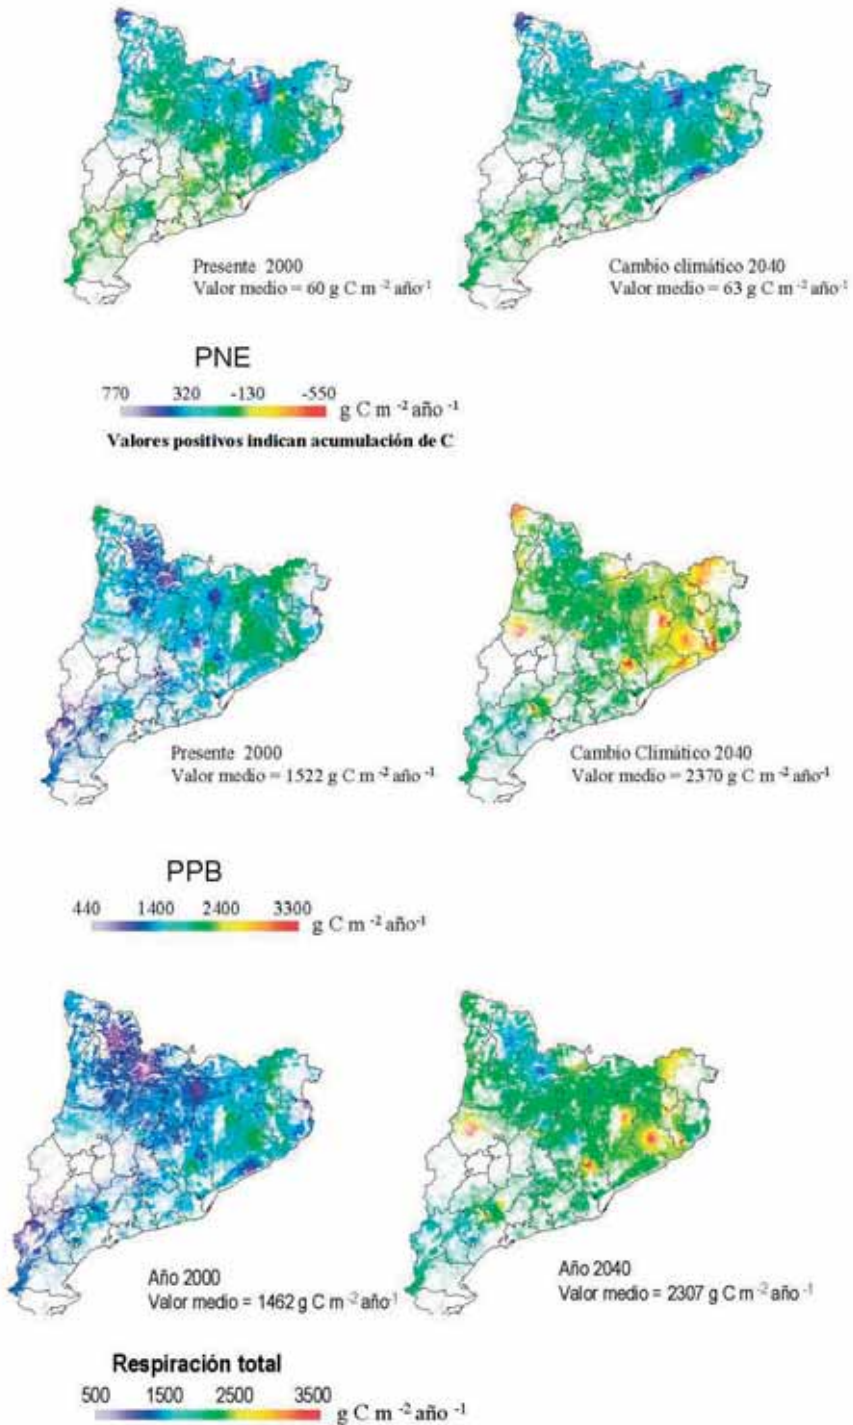 Presente 2000
Valor medio = 60 g C m -2 año-1
Cambio climático 2040
Valor medio = 63 g C m -2 año-1
PNE
770 320 -130 -550
g C m -2 año -1
Valores positivos indican acumulación de C
Presente 2000
Valor medio = 1522 g C m -2 año -1
Cambio Climático 2040
Valor medio = 2370 g C m -2 año-1
PPB
440 1400 2400 3300
g C m -2 año-1
Año 2000
Valor medio = 1462 g C m -2 año-1
Año 2040
Valor medio = 2307 g C m -2 año -1
Respiración total
500 1500 2500 3500
g C m -2 año -1